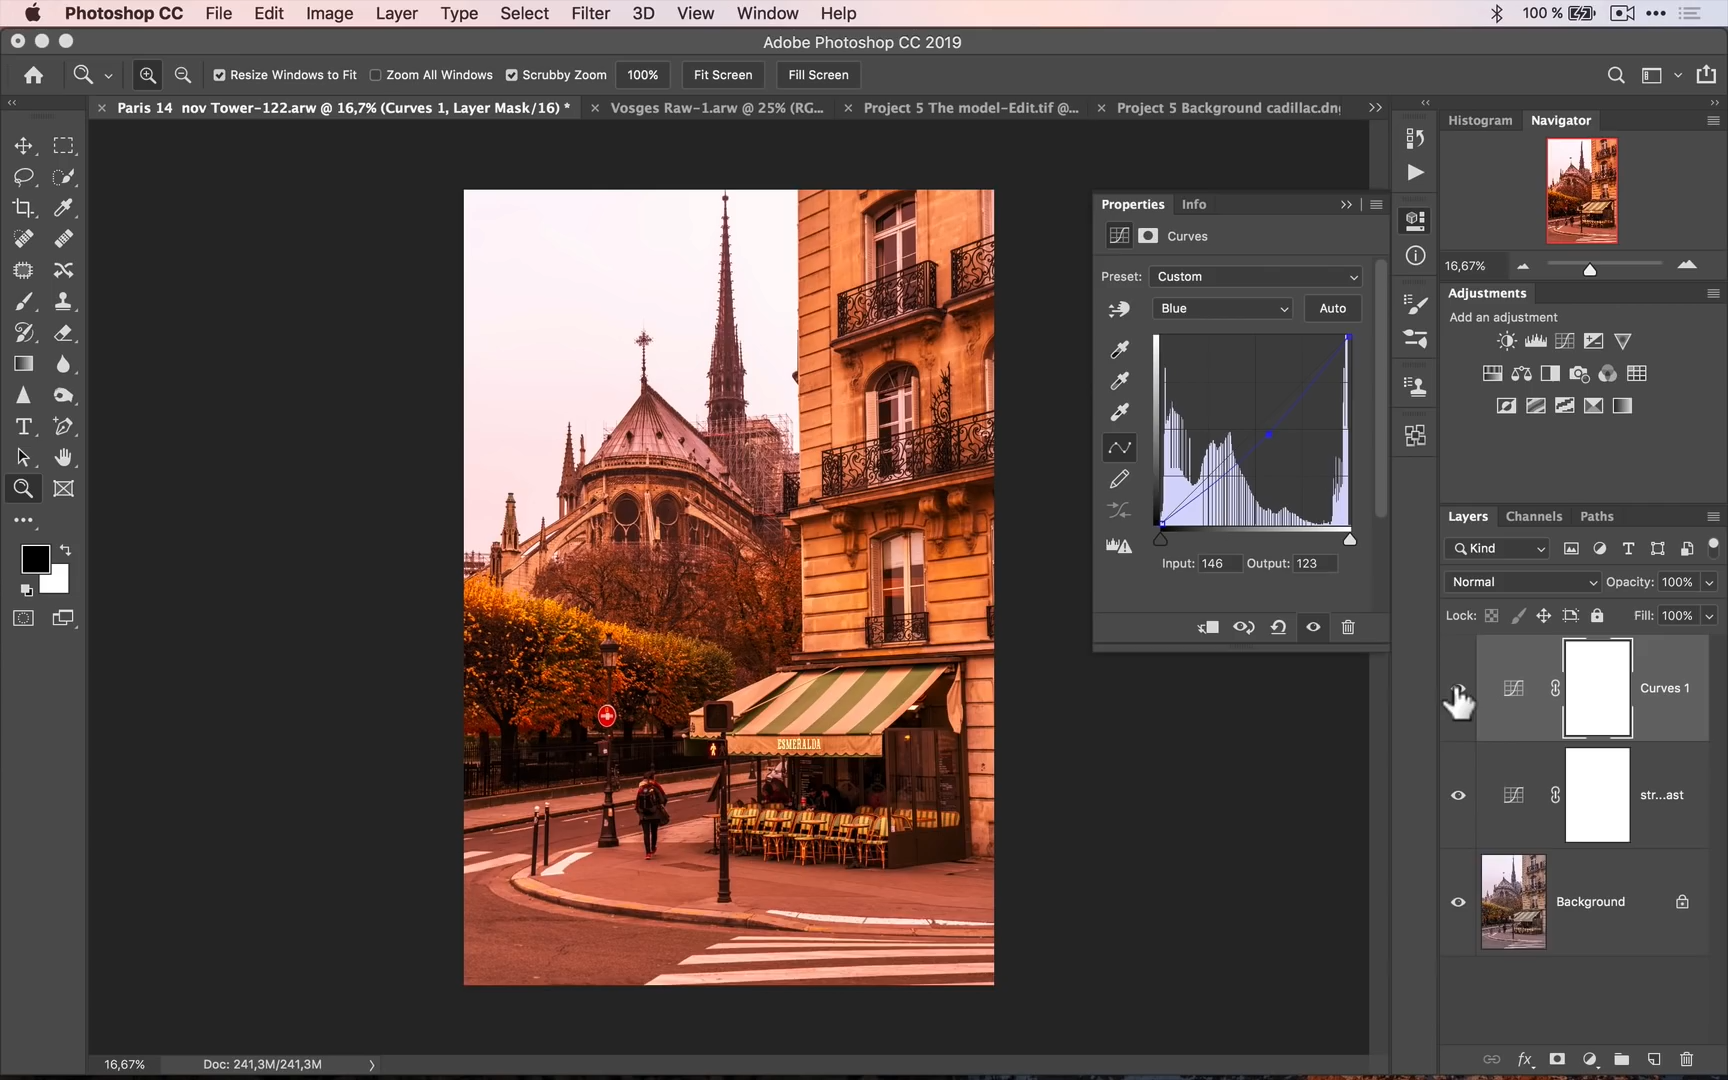 Photoshop CC File Edit Image Layer Type Select Filter 3D View Window Help 100 %
Adobe Photoshop CC 2019
Resize Windows to Fit Zoom All Windows Scrubby Zoom 100% Fit Screen Fill Screen
Paris 14 nov Tower-122.arw @ 16,7% (Curves 1, Layer Mask/16) * Vosges Raw-1.arw @ 25% (RG... Project 5 The model-Edit.tif @... Project 5 Background cadillac.dng
Histogram Navigator
16,67%
Adjustments
Add an adjustment
Properties Info
Curves
Preset: Custom
Blue Auto
Input: 146 Output: 123
Layers Channels Paths
Kind
Normal Opacity: 100%
Lock: Fill: 100%
Curves 1
str...ast
Background
ESMERALDA
16,67% Doc: 241,3M/241,3M
fx